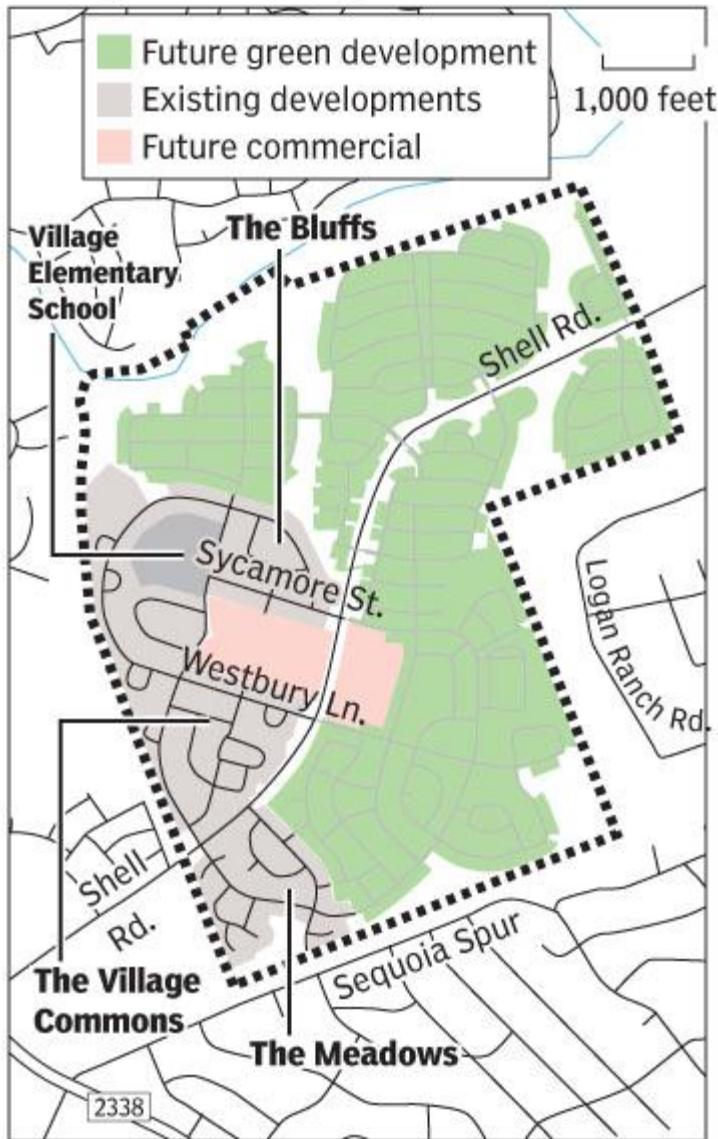 Future green development
Existing developments
Future commercial
1,000 feet
Village
Elementary
School
The Bluffs
Shell Rd.
Sycamore St.
Westbury Ln.
Logan Ranch Rd.
Shell
Rd.
The Village
Commons
Sequoia Spur
The Meadows
2338